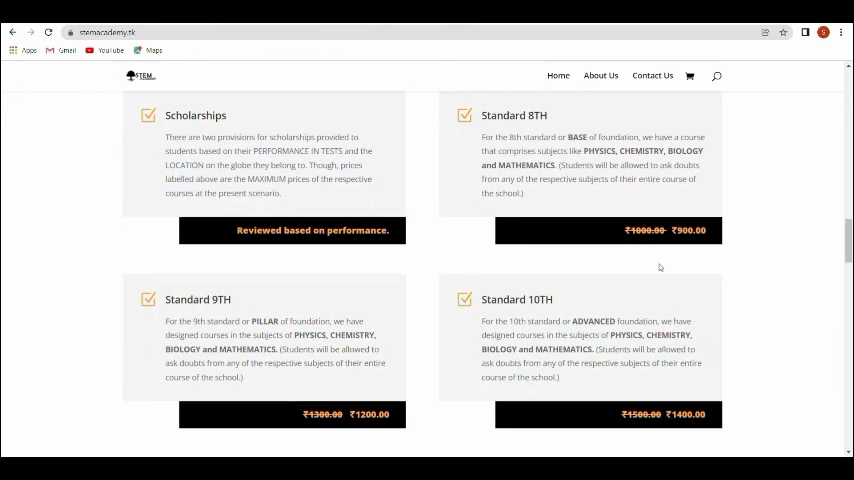 stemacademy.tk
Apps Gmail YouTube Maps
S
STEM
Home About Us Contact Us
Scholarships
There are two provisions for scholarships provided to
students based on their PERFORMANCE IN TESTS and the
LOCATION on the globe they belong to. Though, prices
labelled above are the MAXIMUM prices of the respective
courses at the present scenario.
Reviewed based on performance.
Standard 8TH
For the 8th standard or BASE of foundation, we have a course
that comprises subjects like PHYSICS, CHEMISTRY, BIOLOGY
and MATHEMATICS. (Students will be allowed to ask doubts
from any of the respective subjects of their entire course of
the school.)
₹1000.00 ₹900.00
Standard 9TH
For the 9th standard or PILLAR of foundation, we have
designed courses in the subjects of PHYSICS, CHEMISTRY,
BIOLOGY and MATHEMATICS. (Students will be allowed to
ask doubts from any of the respective subjects of their entire
course of the school.)
₹1300.00 ₹1200.00
Standard 10TH
For the 10th standard or ADVANCED foundation, we have
designed courses in the subjects of PHYSICS, CHEMISTRY,
BIOLOGY and MATHEMATICS. (Students will be allowed to
ask doubts from any of the respective subjects of their entire
course of the school.)
₹1500.00 ₹1400.00